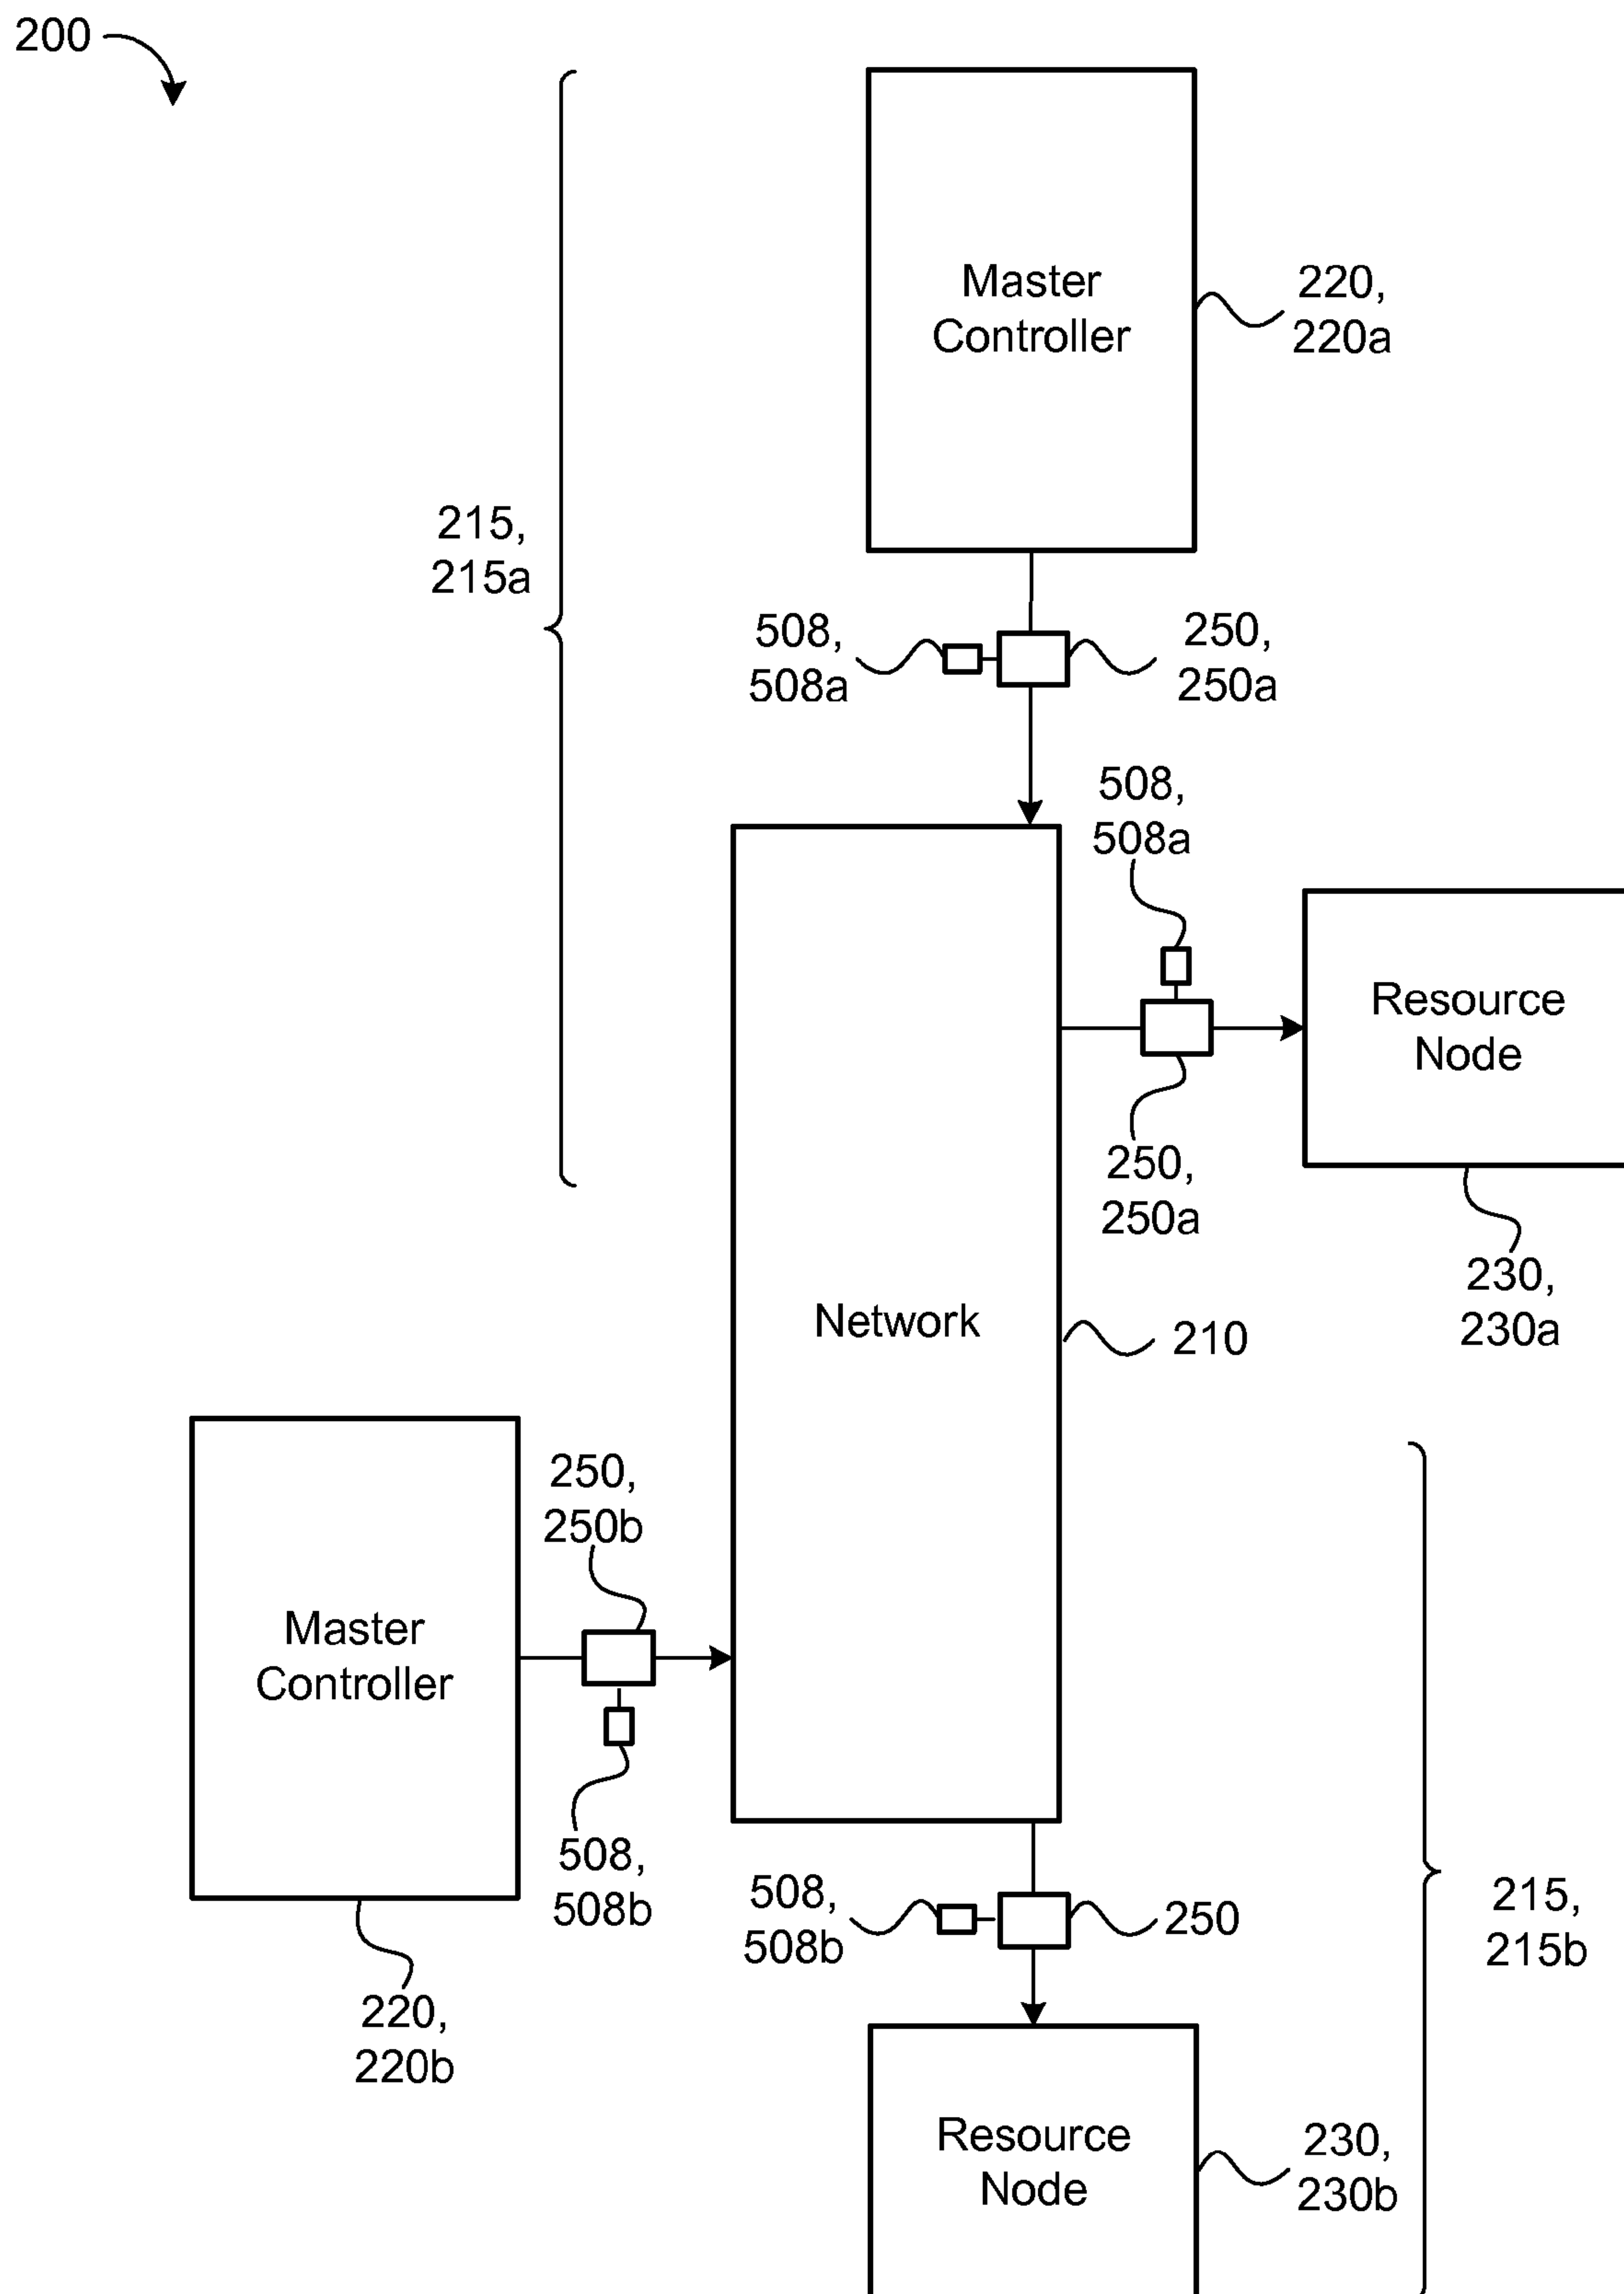 200
Master
Controller
220,
220a
215,
215a
508,
508a
250,
250a
508,
508a
Resource
Node
250,
250a
230,
230a
Network
210
250,
250b
Master
Controller
508,
508b
220,
220b
508,
508b
250
215,
215b
Resource
Node
230,
230b